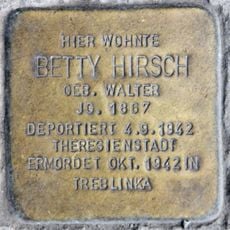 HIER WOHNTE
BETTY HIRSCH
GEB. WALTER
JG. 1867
DEPORTIERT 4.9.1942
THERESIENSTADT
ERMORDET OKT. 1942 IN
TREBLINKA